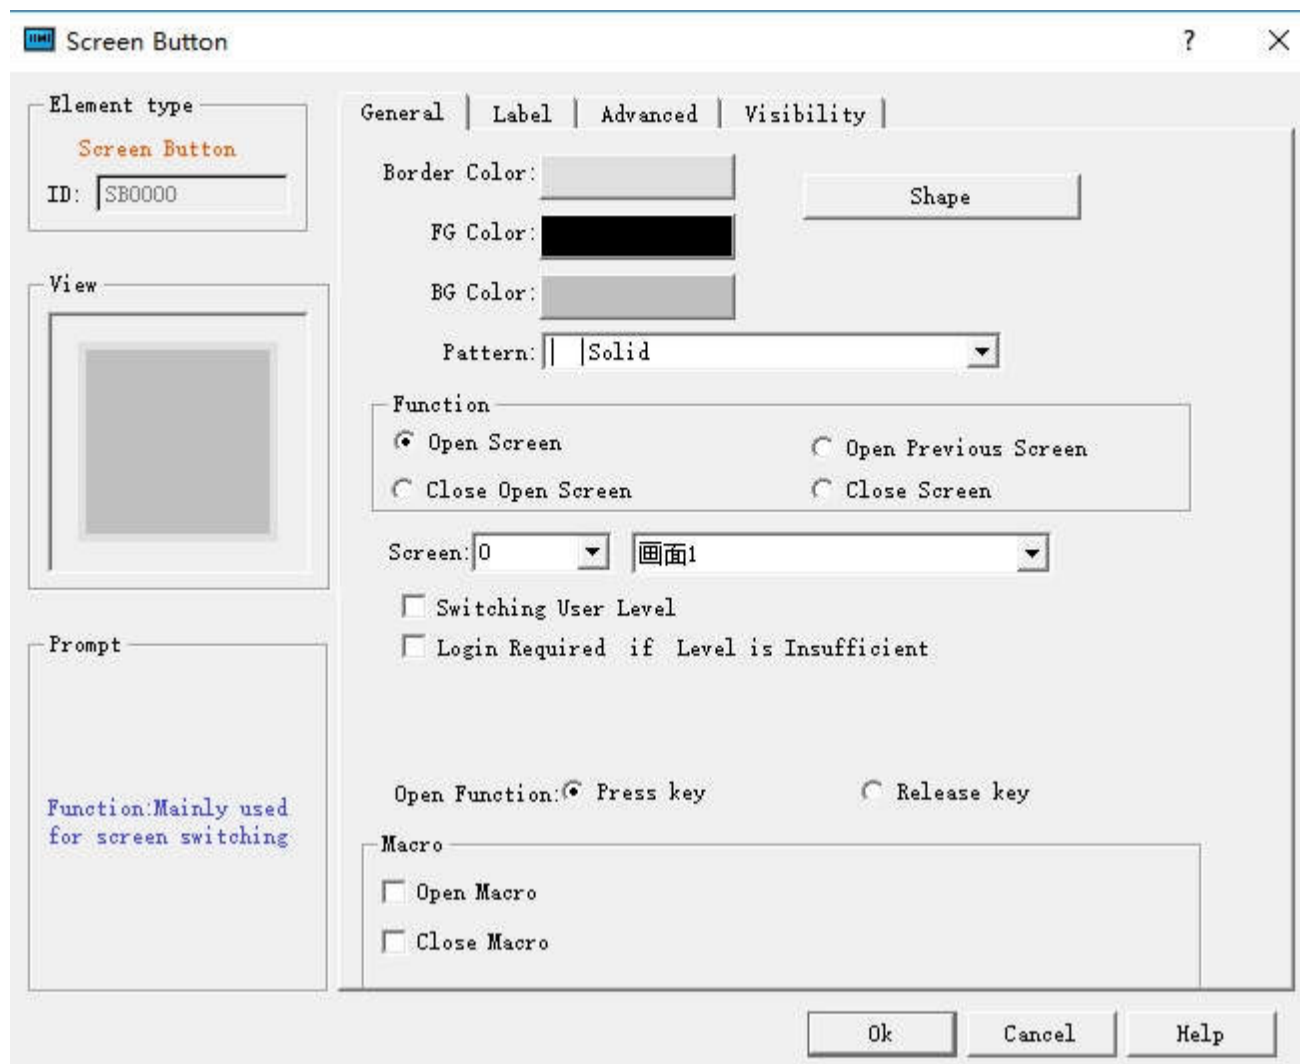 Screen Button
Element type
Screen Button
ID: SB0000
View
Prompt
Function:Mainly used
for screen switching
General Label Advanced Visibility
Border Color:
Shape
FG Color:
BG Color:
Pattern: Solid
Function
Open Screen Open Previous Screen
Close Open Screen Close Screen
Screen: 0 画面1
Switching User Level
Login Required if Level is Insufficient
Open Function: Press key Release key
Macro
Open Macro
Close Macro
Ok Cancel Help